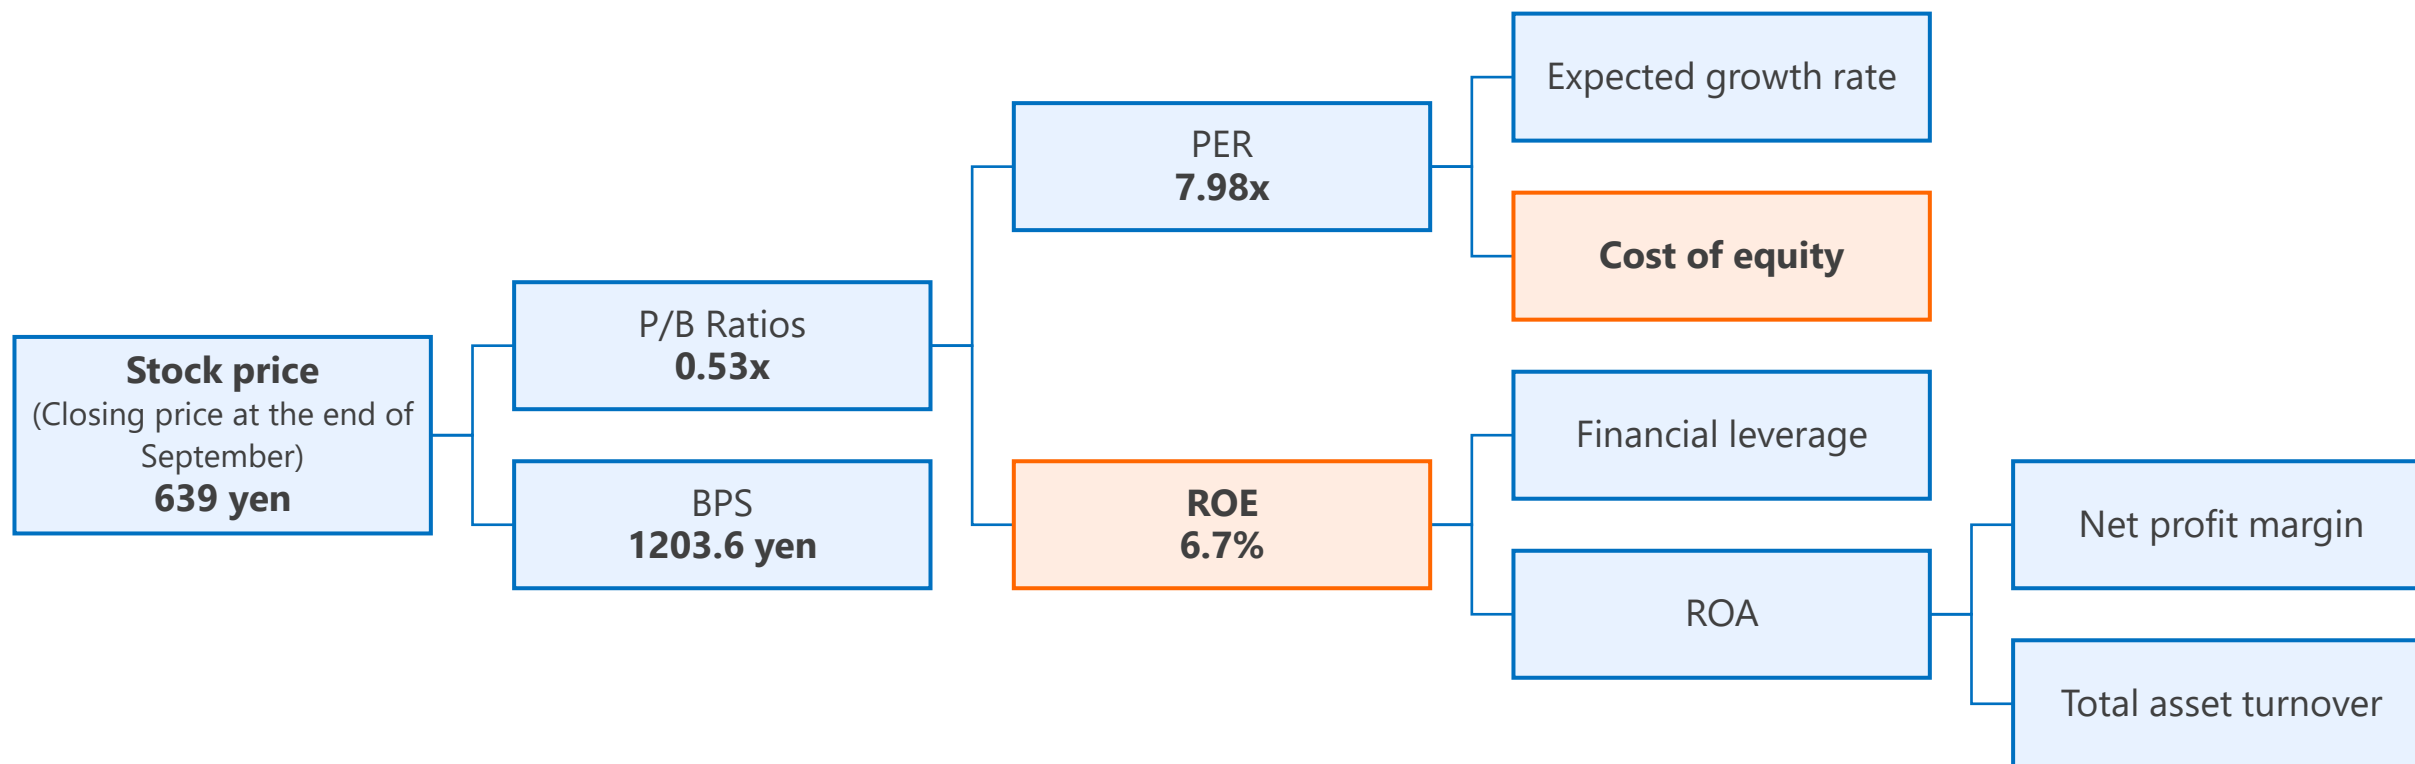 Stock price
(Closing price at the end of
September)
639 yen
P/B Ratios
0.53x
BPS
1203.6 yen
PER
7.98x
ROE
6.7%
Expected growth rate
Cost of equity
Financial leverage
ROA
Net profit margin
Total asset turnover